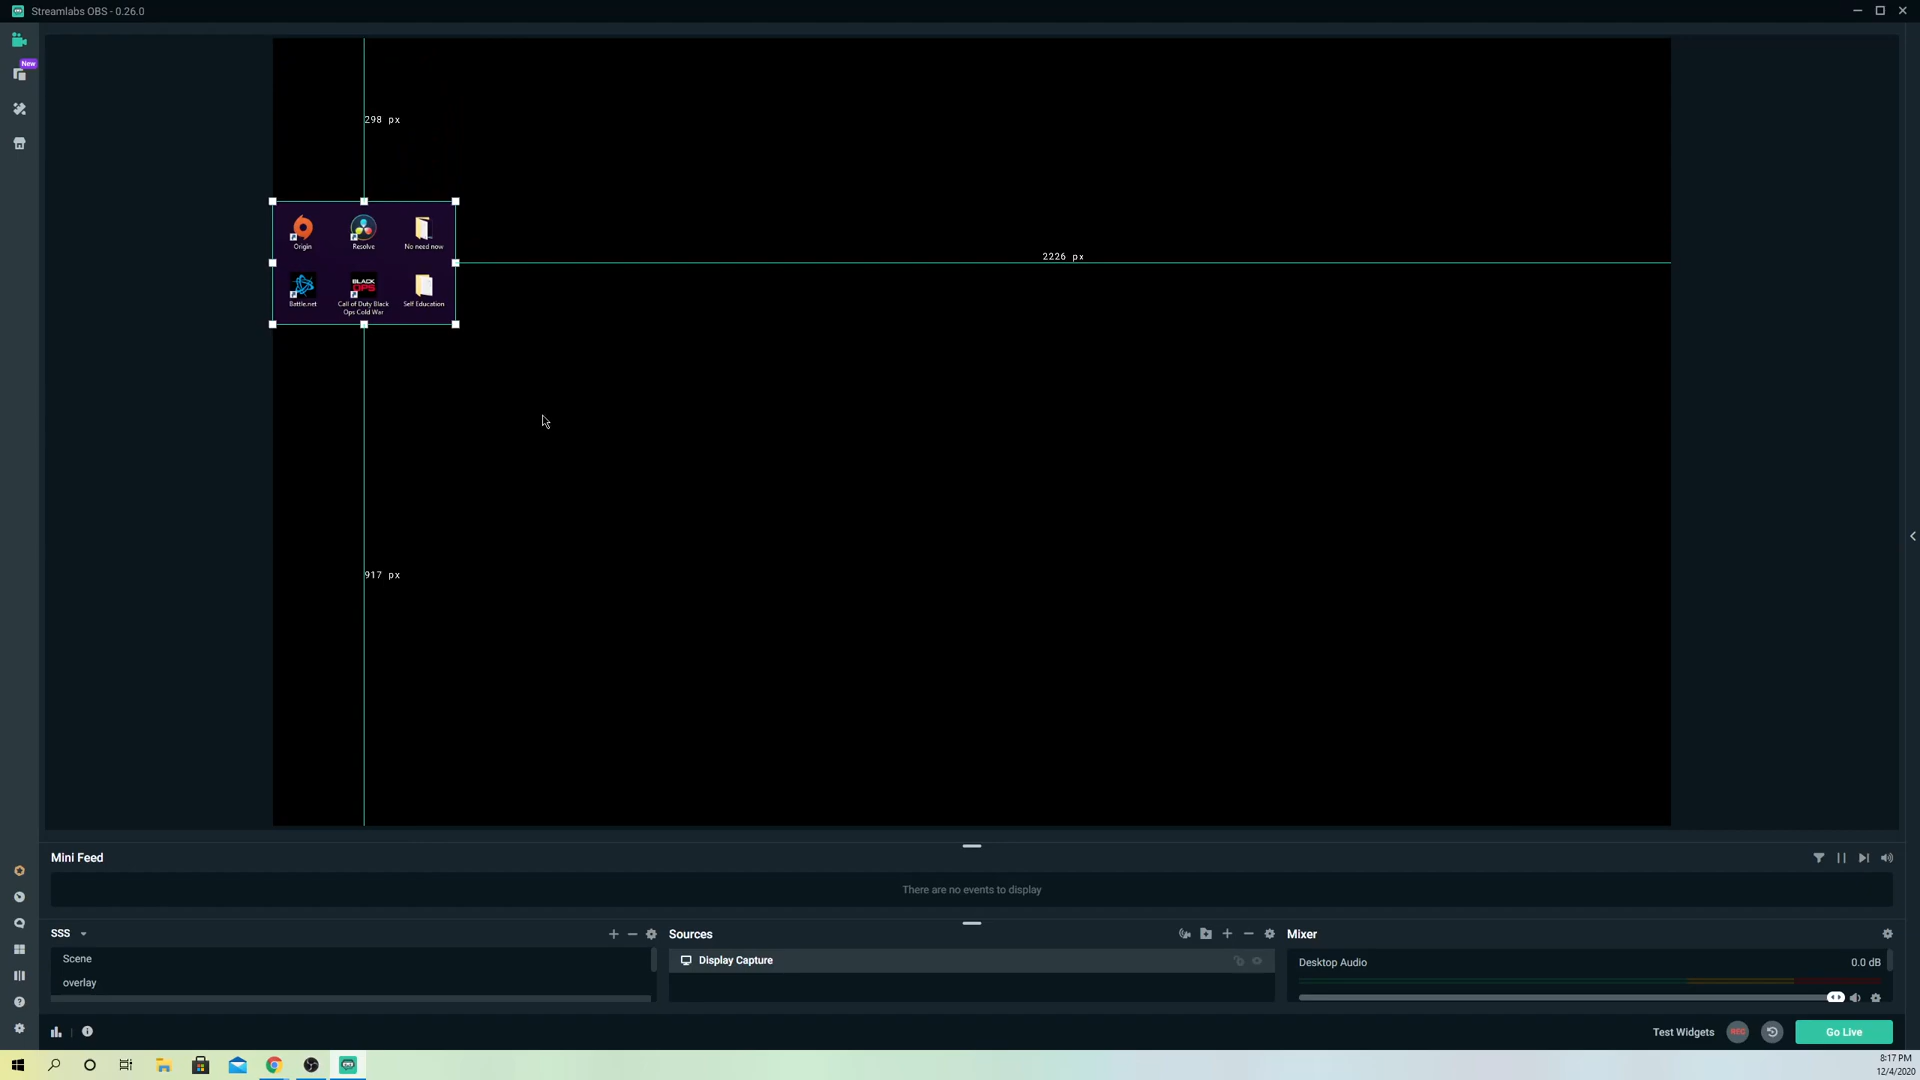 Streamlabs OBS - 0.26.0
New
298 px
Origin
Resolve
No need now
2226 px
Battle.net
BLACK OPS
Call of Duty Black
Ops Cold War
Self Education
917 px
Mini Feed
There are no events to display
SSS
Sources
Mixer
Scene
Display Capture
Desktop Audio
0.0 dB
overlay
Test Widgets
REC
Go Live
8:17 PM
12/4/2020